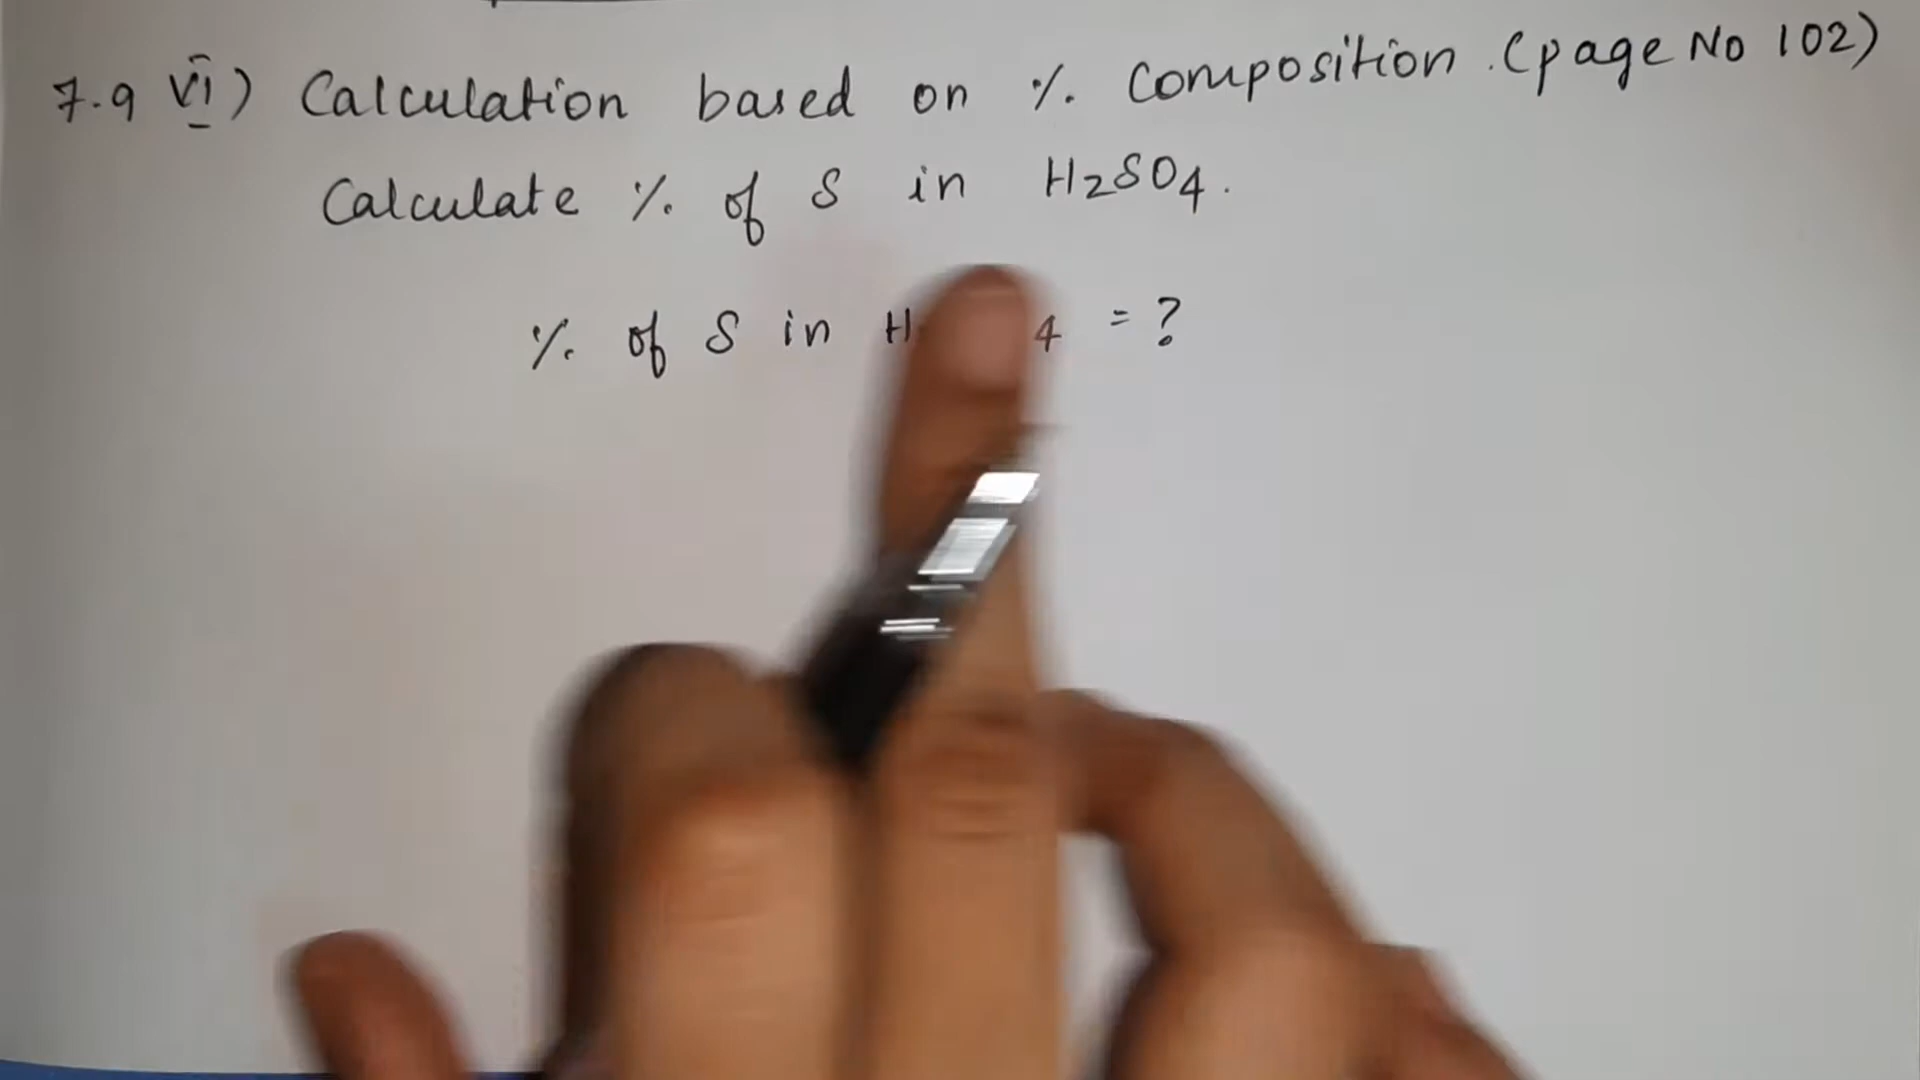 7.9 VI) Calculation based on % Composition. (page No 102)
Calculate % of S in H2SO4.
% of S in H 4 = ?